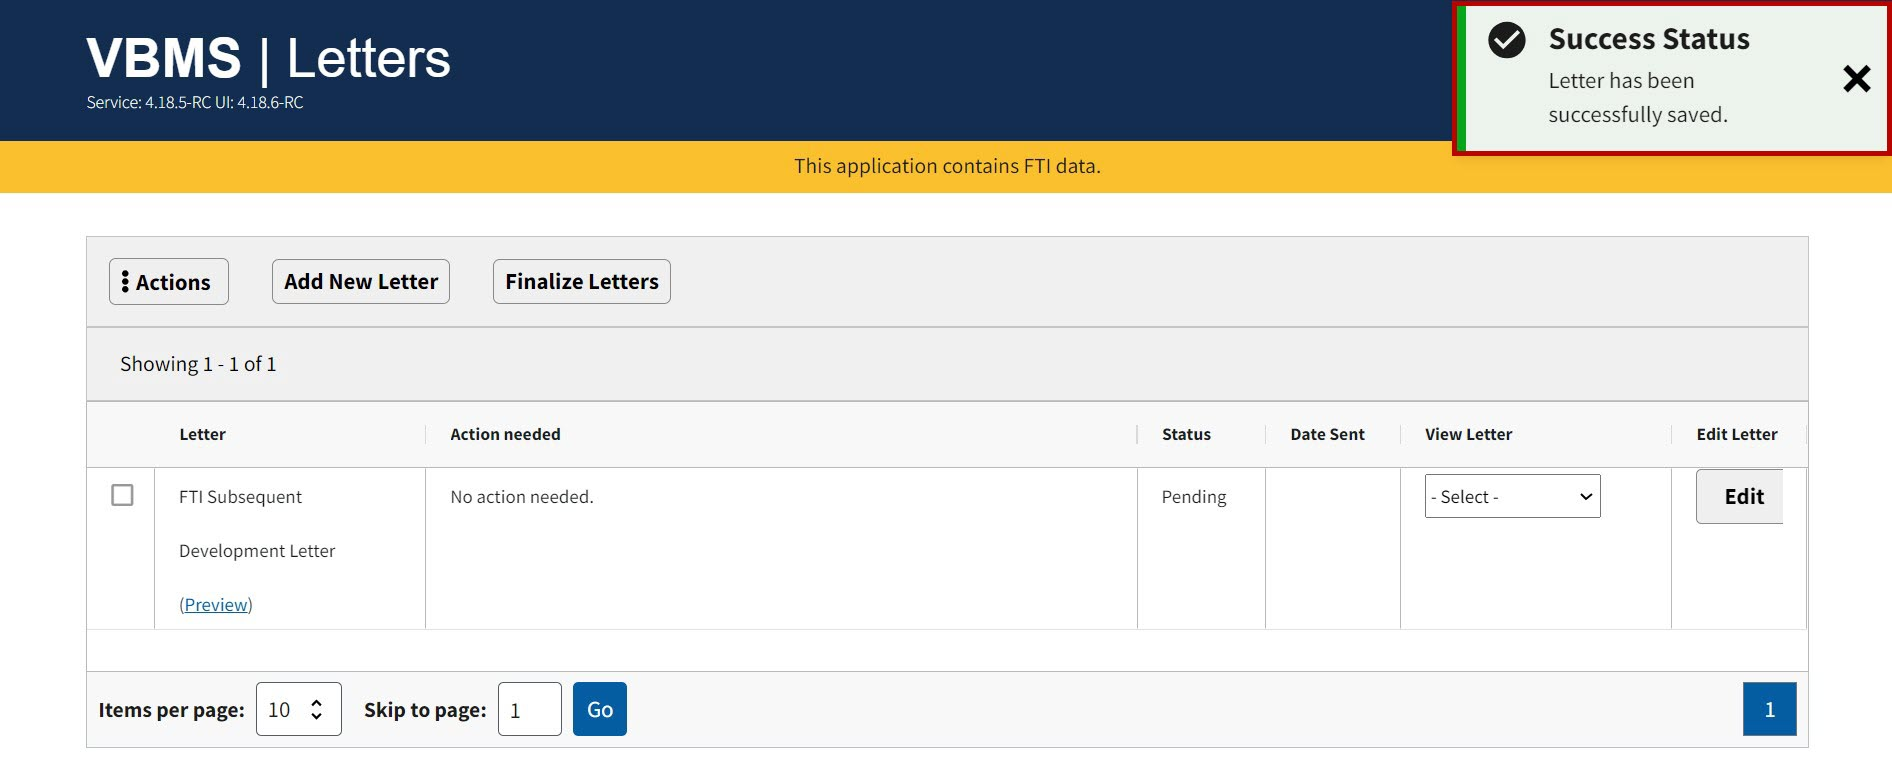 VBMS | Letters
Service: 4.18.5-RC UI: 4.18.6-RC
Success Status
Letter has been
successfully saved.
This application contains FTI data.
Actions
Add New Letter
Finalize Letters
Showing 1 - 1 of 1
Letter
Action needed
Status
Date Sent
View Letter
Edit Letter
FTI Subsequent
Development Letter
(Preview)
No action needed.
Pending
- Select -
Edit
Items per page: 10
Skip to page: 1
Go
1